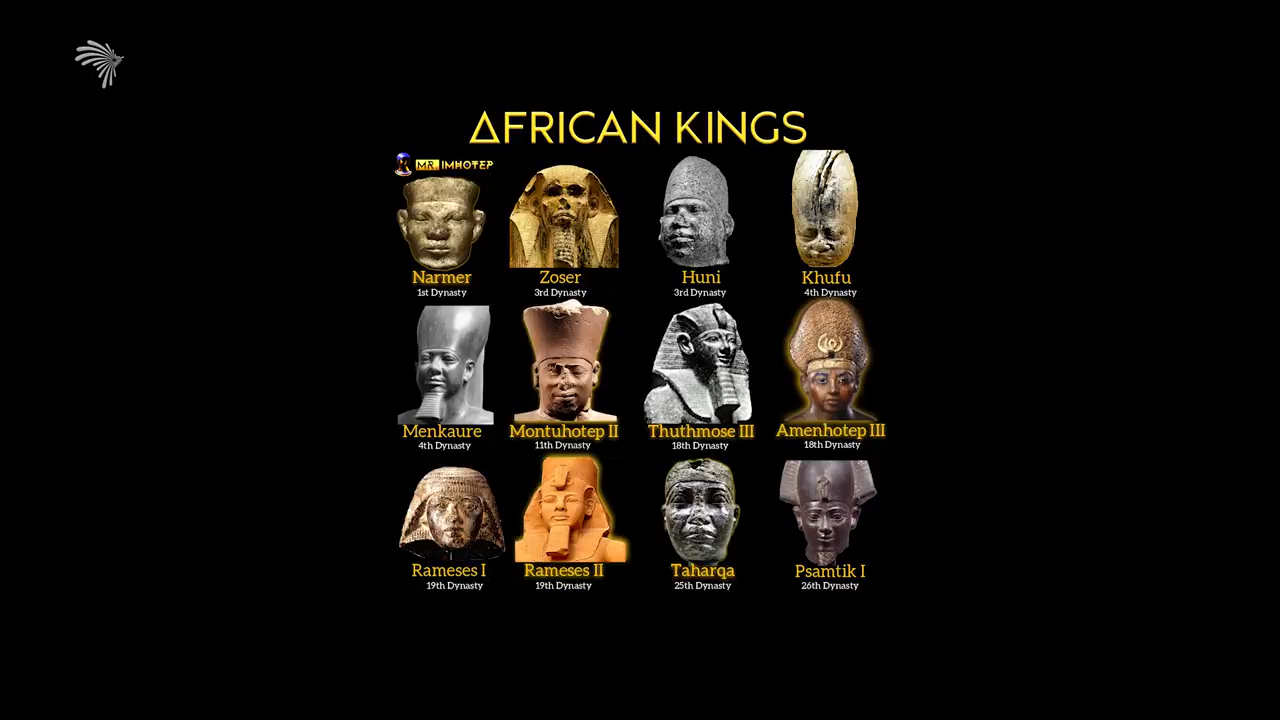 AFRICAN KINGS
MR. IMHOTEP
Narmer
1st Dynasty
Zoser
3rd Dynasty
Huni
3rd Dynasty
Khufu
4th Dynasty
Menkaure
4th Dynasty
Montuhotep II
11th Dynasty
Thuthmose III
18th Dynasty
Amenhotep III
18th Dynasty
Rameses I
19th Dynasty
Rameses II
19th Dynasty
Taharqa
25th Dynasty
Psamtik I
26th Dynasty